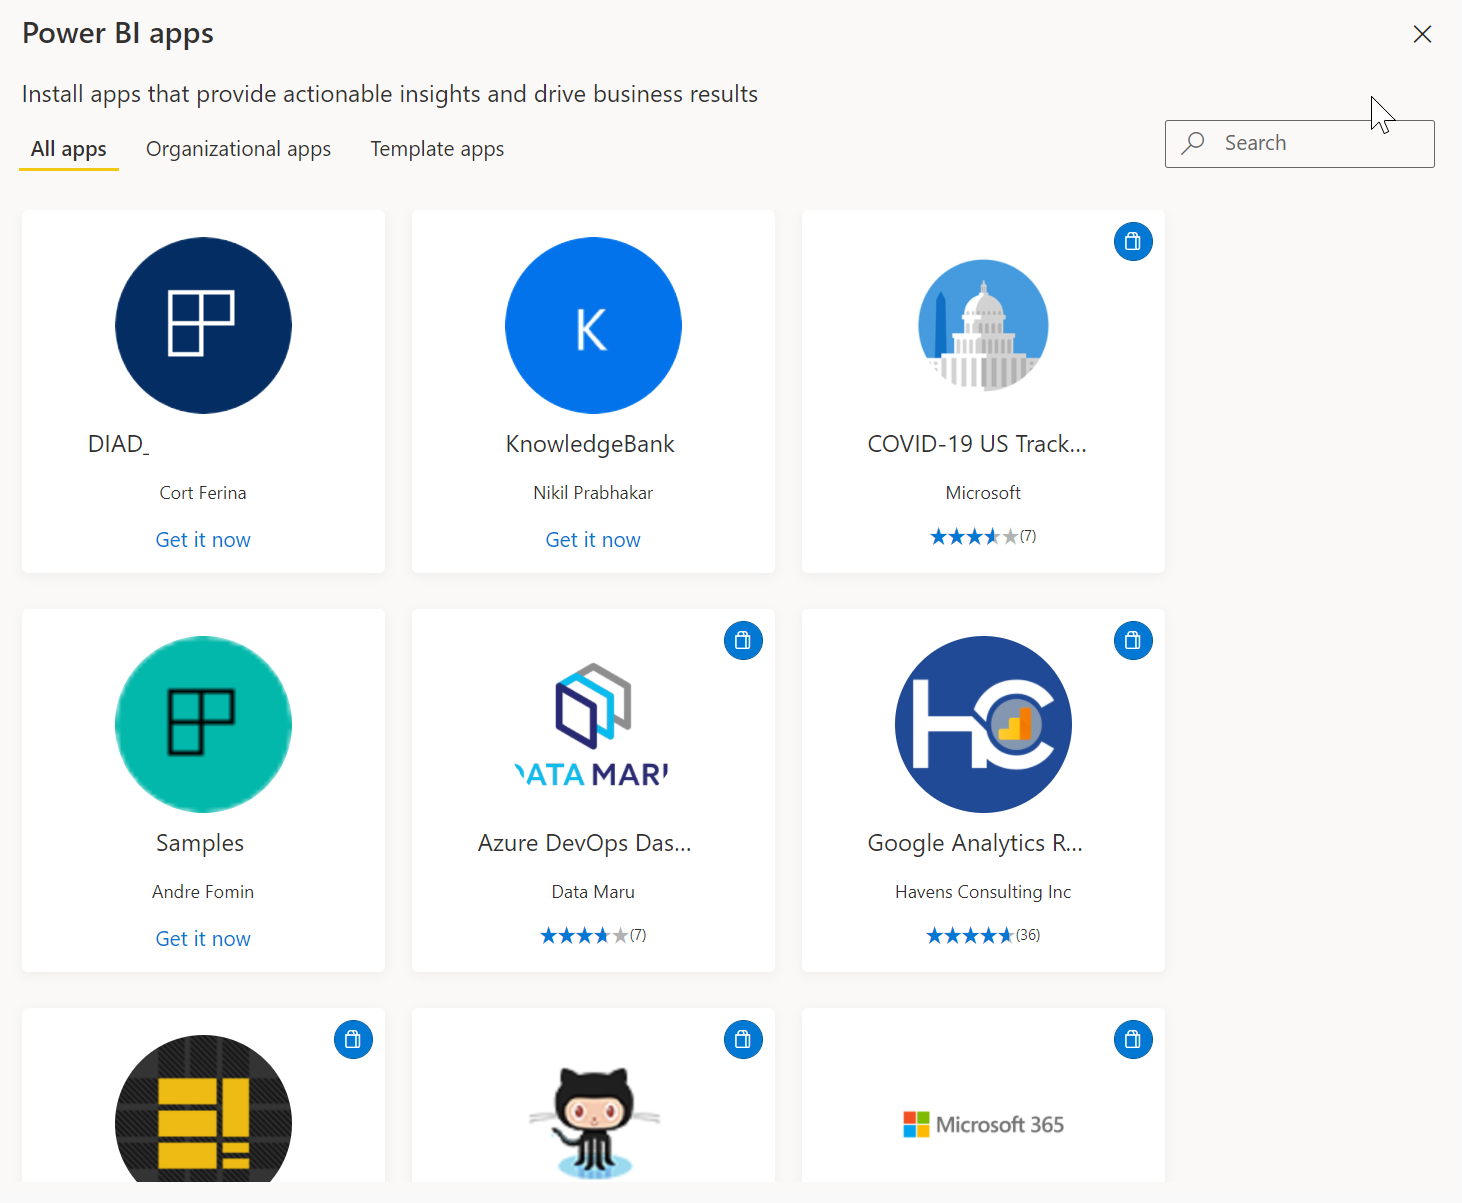 Power BI apps
Install apps that provide actionable insights and drive business results
All apps Organizational apps Template apps Search
K
DIAD_ KnowledgeBank COVID-19 US Track...
Cort Ferina Nikil Prabhakar Microsoft
Get it now Get it now (7)
HC
DATA MARU
Samples Azure DevOps Das... Google Analytics R...
Andre Fomin Data Maru Havens Consulting Inc
Get it now (7) (36)
Microsoft 365